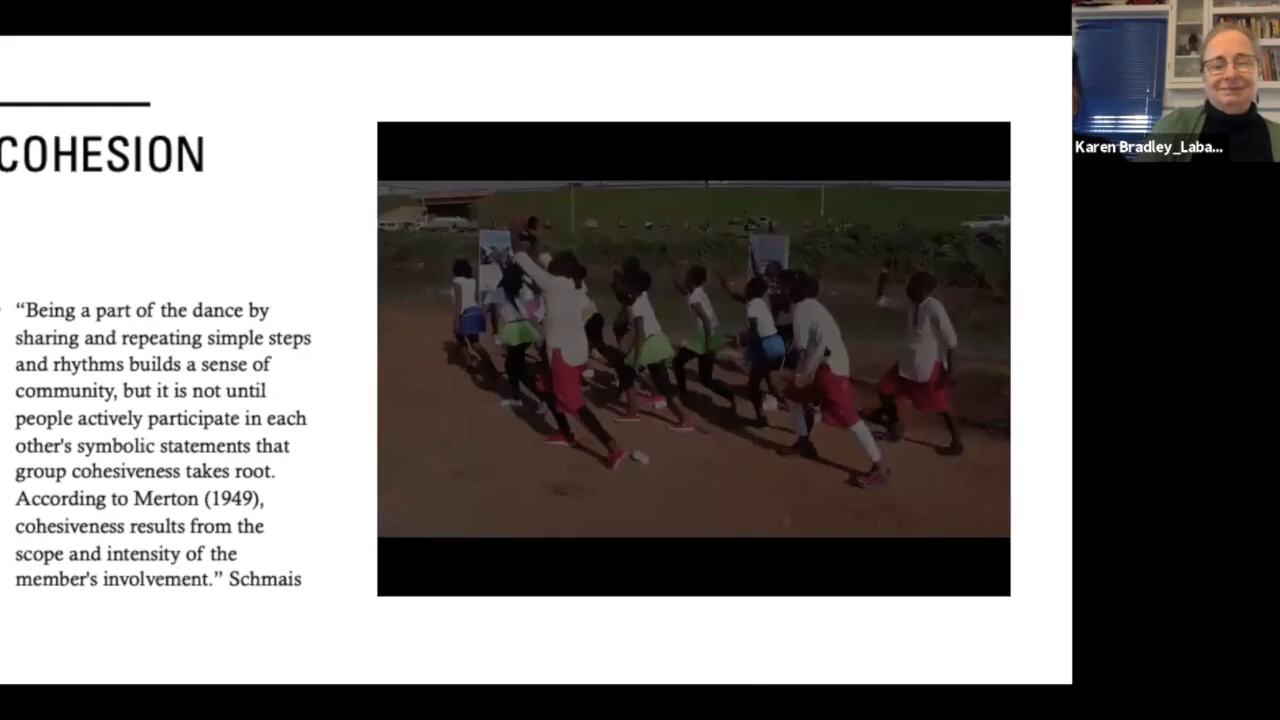 COHESION
“Being a part of the dance by
sharing and repeating simple steps
and rhythms builds a sense of
community, but it is not until
people actively participate in each
other's symbolic statements that
group cohesiveness takes root.
According to Merton (1949),
cohesiveness results from the
scope and intensity of the
member's involvement.” Schmais
Karen Bradley_Laba...